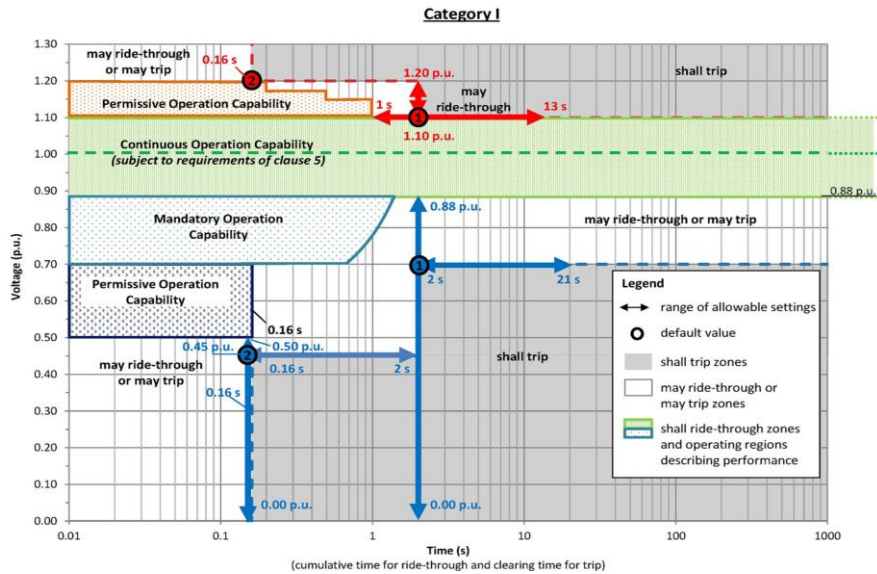 Category I
1.30
1.20
1.10
1.00
0.90
0.80
0.70
0.60
0.50
0.40
0.30
0.20
0.10
0.00
Voltage (p.u.)
may ride-through
or may trip
0.16 s
2
1.20 p.u.
may
ride-through
shall trip
Permissive Operation Capability
1 s
13 s
1
1.10 p.u.
Continuous Operation Capability
(subject to requirements of clause 5)
0.88 p.u.
0.88 p.u.
Mandatory Operation
Capability
may ride-through or may trip
1
2 s
21 s
Permissive Operation
Capability
0.16 s
0.45 p.u.
0.50 p.u.
2
0.16 s
2 s
shall trip
may ride-through
or may trip
0.16 s
0.00 p.u.
0.00 p.u.
Legend
range of allowable settings
default value
shall trip zones
may ride-through or
may trip zones
shall ride-through zones
and operating regions
describing performance
0.01
0.1
1
10
100
1000
Time (s)
(cumulative time for ride-through and clearing time for trip)